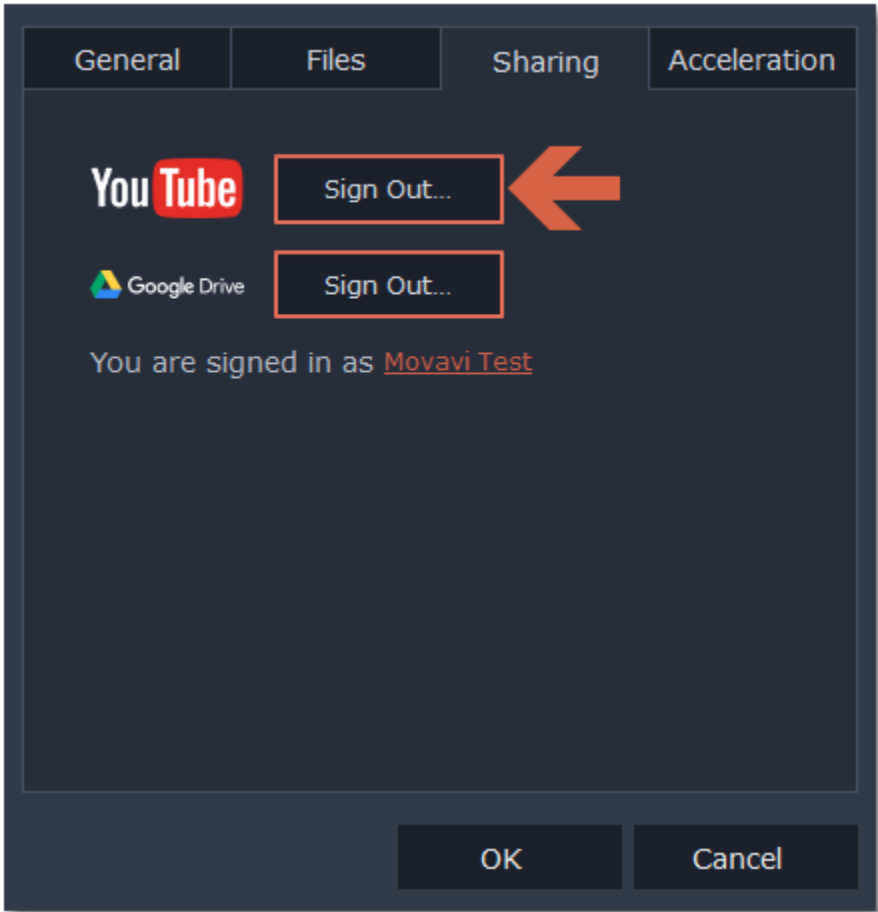 General Files Sharing Acceleration
YouTube Sign Out...
Google Drive Sign Out...
You are signed in as Movavi Test
OK Cancel